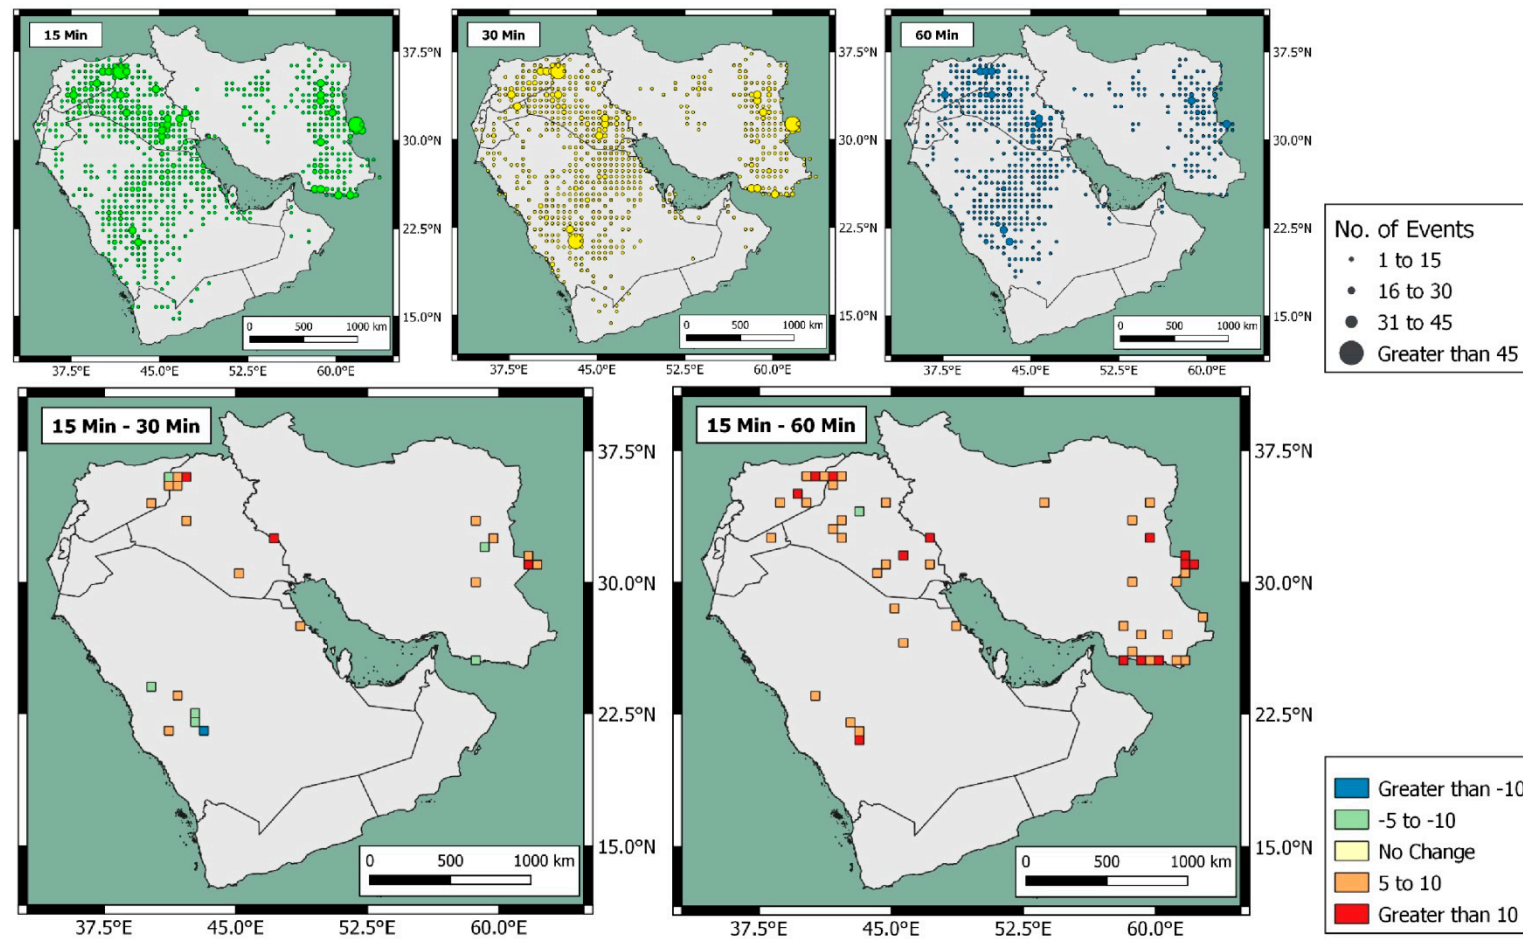 15 Min
37.5°N
30.0°N
22.5°N
15.0°N
0 500 1000 km
37.5°E 45.0°E 52.5°E 60.0°E
30 Min
37.5°N
30.0°N
22.5°N
15.0°N
0 500 1000 km
37.5°E 45.0°E 52.5°E 60.0°E
60 Min
37.5°N
30.0°N
22.5°N
15.0°N
0 500 1000 km
37.5°E 45.0°E 52.5°E 60.0°E
No. of Events
1 to 15
16 to 30
31 to 45
Greater than 45
15 Min - 30 Min
37.5°N
30.0°N
22.5°N
15.0°N
0 500 1000 km
37.5°E 45.0°E 52.5°E 60.0°E
15 Min - 60 Min
37.5°N
30.0°N
22.5°N
15.0°N
0 500 1000 km
37.5°E 45.0°E 52.5°E 60.0°E
Greater than -10
-5 to -10
No Change
5 to 10
Greater than 10